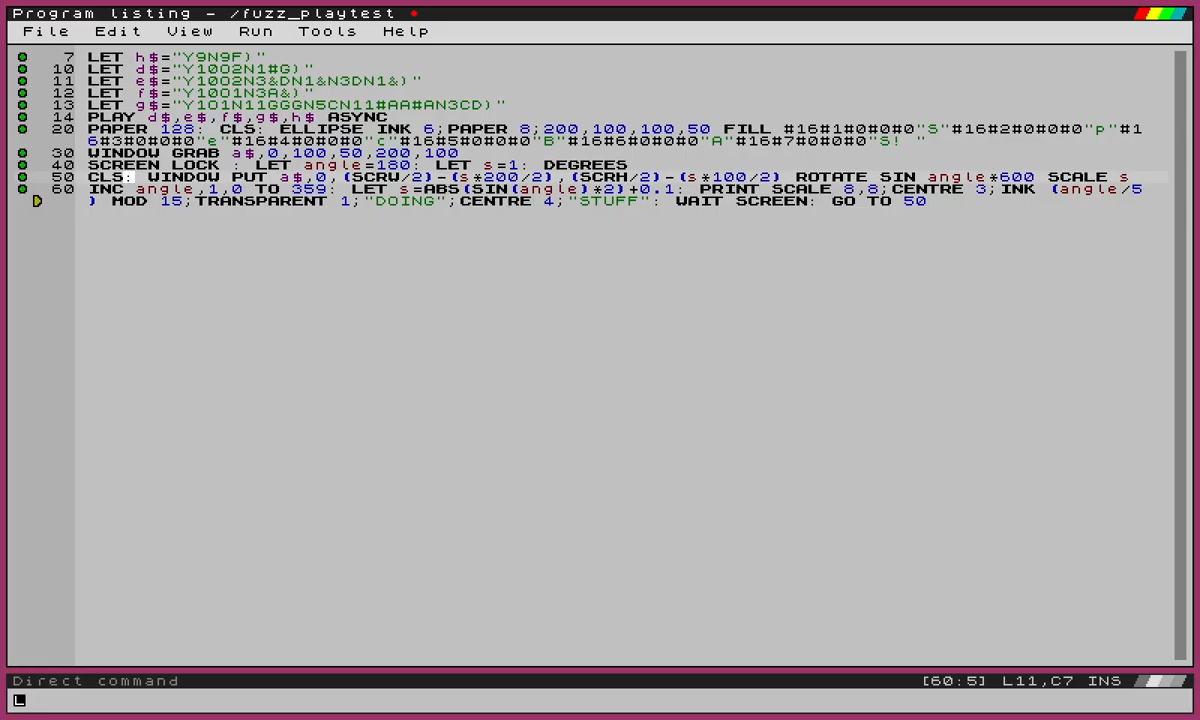 Program listing - /fuzz_playtest
File Edit View Run Tools Help
7 LET h$="Y9N9F)"
10 LET d$="Y10O2N1#G)"
11 LET e$="Y10O2N3&DN1&N3DN1&)"
12 LET f$="Y10O1N3A&)"
13 LET g$="Y1O1N11GGGN5CN11#AA#AN3CD)"
14 PLAY d$,e$,f$,g$,h$ ASYNC
20 PAPER 128: CLS: ELLIPSE INK 6;PAPER 8;200,100,100,50 FILL #16#1#0#0#0"S"#16#2#0#0#0"p"#1
6#3#0#0#0"e"#16#4#0#0#0"c"#16#5#0#0#0"B"#16#6#0#0#0"A"#16#7#0#0#0"S! "
30 WINDOW GRAB a$,0,100,50,200,100
40 SCREEN LOCK : LET angle=180: LET s=1: DEGREES
50 CLS: WINDOW PUT a$,0,(SCRW/2)-(s*200/2),(SCRH/2)-(s*100/2) ROTATE SIN angle*600 SCALE s
60 INC angle,1,0 TO 359: LET s=ABS(SIN(angle)*2)+0.1: PRINT SCALE 8,8;CENTRE 3;INK (angle/5
) MOD 15;TRANSPARENT 1;"DOING";CENTRE 4;"STUFF": WAIT SCREEN: GO TO 50
Direct command [60:5] L11,C7 INS
L